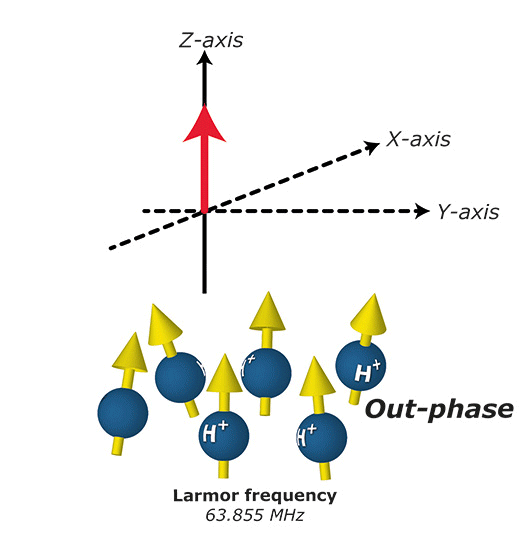 Z-axis
X-axis
Y-axis
H+
H+
H+
H+
Out-phase
Larmor frequency
63.855 MHz